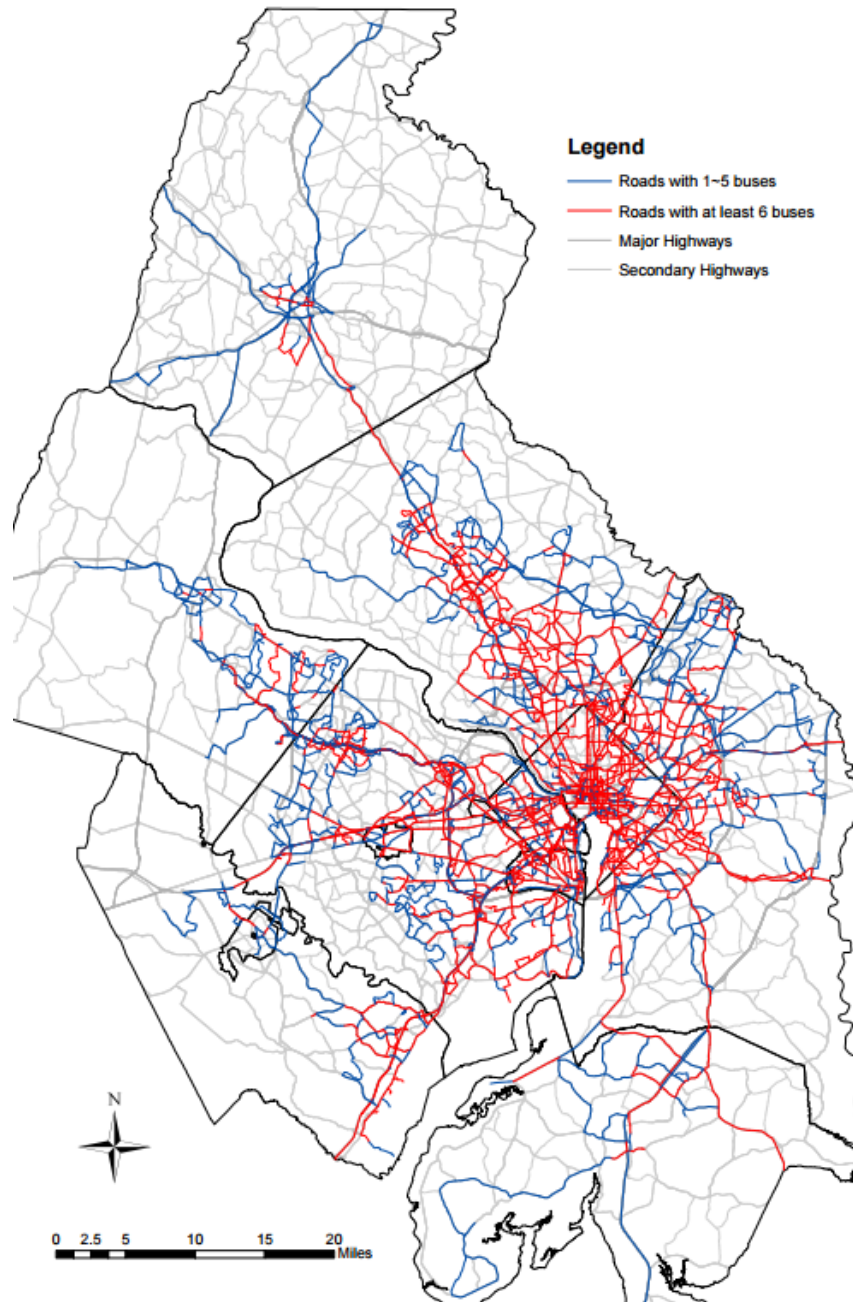 Legend
Roads with 1~5 buses
Roads with at least 6 buses
Major Highways
Secondary Highways
N
0 2.5 5 10 15 20
Miles